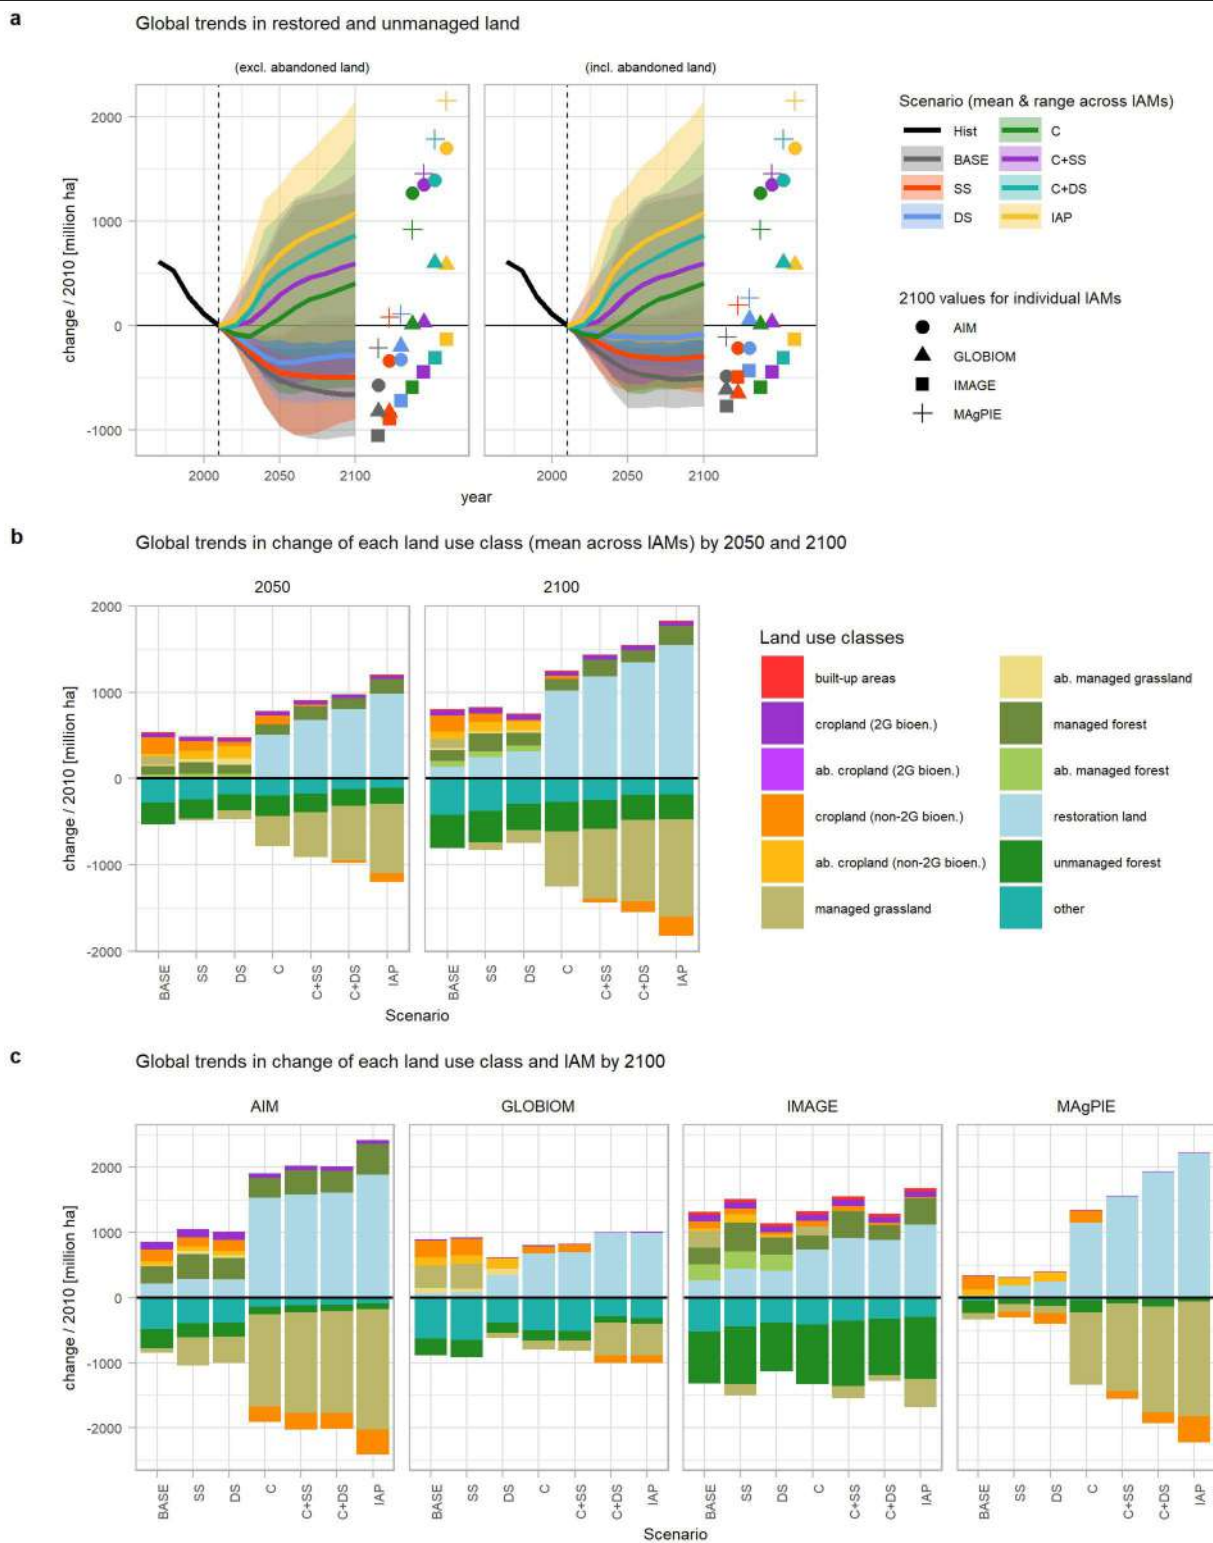 a
Global trends in restored and unmanaged land
(excl. abandoned land)
(incl. abandoned land)
change / 2010 [million ha]
2000
1000
0
-1000
2000
2050
2100
2000
2050
2100
year
Scenario (mean & range across IAMs)
Hist
C
BASE
C+SS
SS
C+DS
DS
IAP
2100 values for individual IAMs
AIM
GLOBIOM
IMAGE
MAgPIE
b
Global trends in change of each land use class (mean across IAMs) by 2050 and 2100
2050
2100
change / 2010 [million ha]
2000
1000
0
-1000
-2000
BASE
SS
DS
C
C+SS
C+DS
IAP
BASE
SS
DS
C
C+SS
C+DS
IAP
Scenario
Land use classes
built-up areas
ab. managed grassland
cropland (2G bioen.)
managed forest
ab. cropland (2G bioen.)
ab. managed forest
cropland (non-2G bioen.)
restoration land
ab. cropland (non-2G bioen.)
unmanaged forest
managed grassland
other
c
Global trends in change of each land use class and IAM by 2100
AIM
GLOBIOM
IMAGE
MAgPIE
change / 2010 [million ha]
2000
1000
0
-1000
-2000
BASE
SS
DS
C
C+SS
C+DS
IAP
BASE
SS
DS
C
C+SS
C+DS
IAP
BASE
SS
DS
C
C+SS
C+DS
IAP
BASE
SS
DS
C
C+SS
C+DS
IAP
Scenario